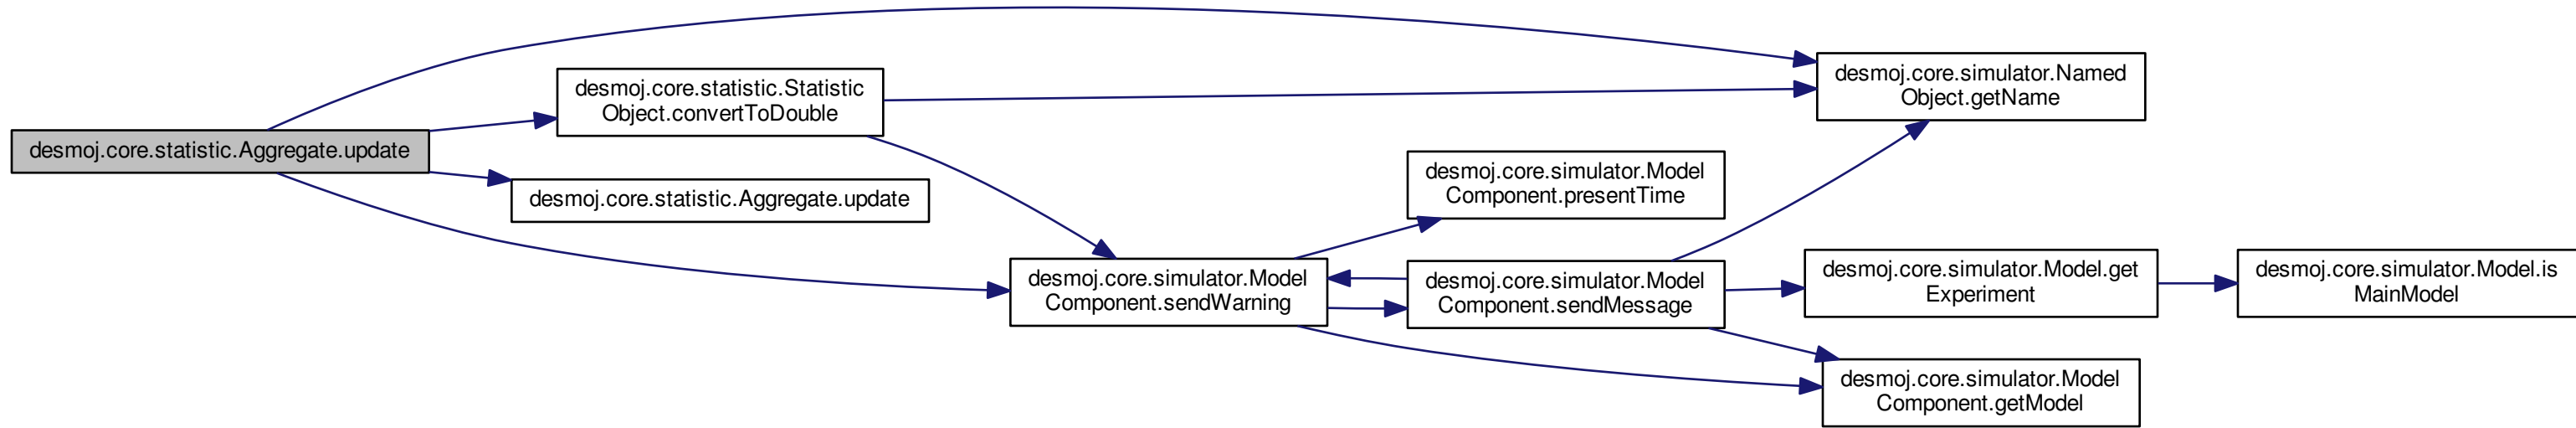 desmoj.core.statistic.Aggregate.update
desmoj.core.statistic.Statistic
Object.convertToDouble
desmoj.core.statistic.Aggregate.update
desmoj.core.simulator.Model
Component.sendWarning
desmoj.core.simulator.Model
Component.presentTime
desmoj.core.simulator.Model
Component.sendMessage
desmoj.core.simulator.Named
Object.getName
desmoj.core.simulator.Model.get
Experiment
desmoj.core.simulator.Model
Component.getModel
desmoj.core.simulator.Model.is
MainModel